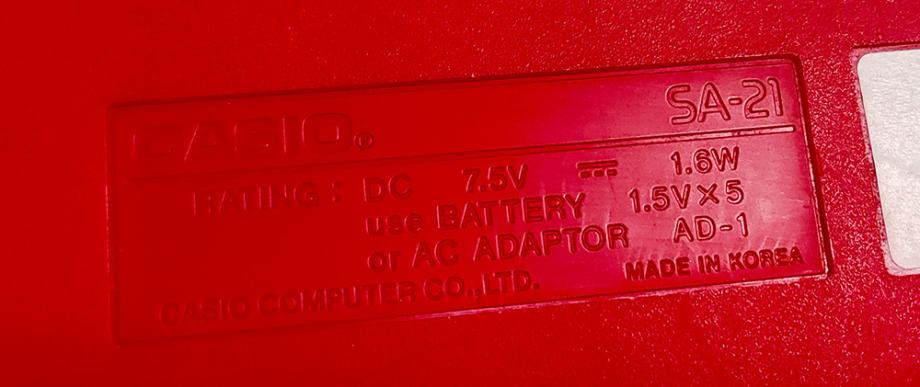 CASIO® SA-21
RATING : DC 7.5V ⎓ 1.6W
use BATTERY 1.5V×5
or AC ADAPTOR AD-1
CASIO COMPUTER CO.,LTD. MADE IN KOREA